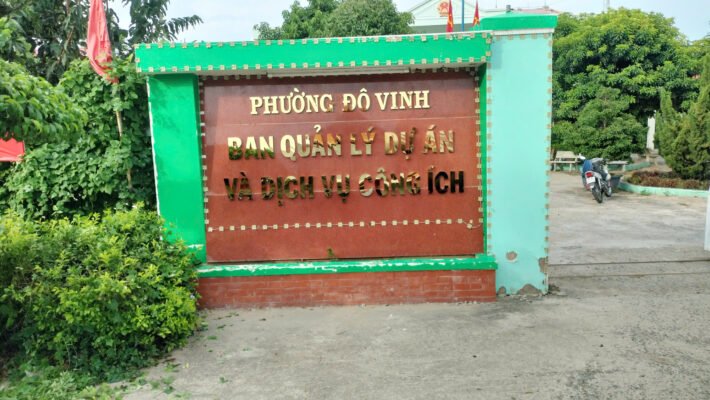 PHƯỜNG ĐÔ VINH
BAN QUẢN LÝ DỰ ÁN
VÀ DỊCH VỤ CÔNG ÍCH